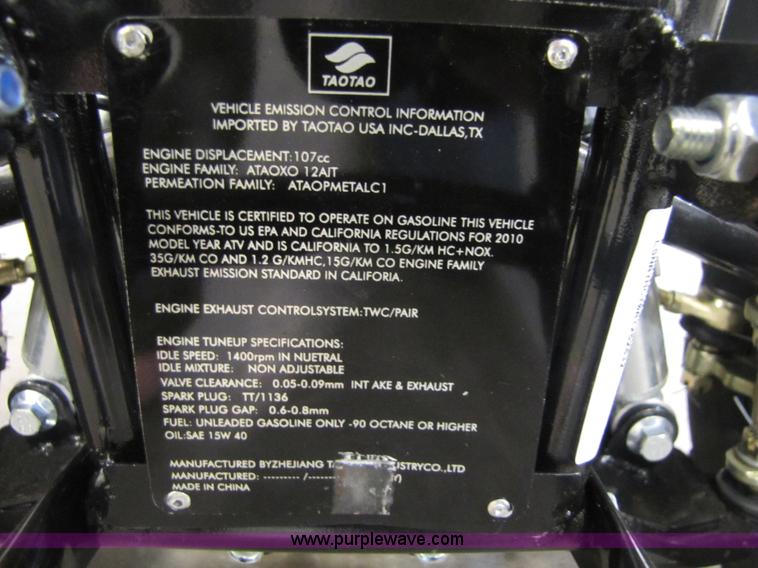 TAOTAO
VEHICLE EMISSION CONTROL INFORMATION
IMPORTED BY TAOTAO USA INC-DALLAS,TX
ENGINE DISPLACEMENT:107cc
ENGINE FAMILY: ATAOXO 12AIT
PERMEATION FAMILY: ATAOPMETALC1
THIS VEHICLE IS CERTIFIED TO OPERATE ON GASOLINE THIS VEHICLE
CONFORMS-TO US EPA AND CALIFORNIA REGULATIONS FOR 2010
MODEL YEAR ATV AND IS CALIFORNIA TO 1.5G/KM HC+NOX.
35G/KM CO AND 1.2 G/KMHC,15G/KM CO ENGINE FAMILY
EXHAUST EMISSION STANDARD IN CALIFORIA.
ENGINE EXHAUST CONTROLSYSTEM:TWC/PAIR
ENGINE TUNEUP SPECIFICATIONS:
IDLE SPEED: 1400rpm IN NUETRAL
IDLE MIXTURE: NON ADJUSTABLE
VALVE CLEARANCE: 0.05-0.09mm INT AKE & EXHAUST
SPARK PLUG: TT/1136
SPARK PLUG GAP: 0.6-0.8mm
FUEL: UNLEADED GASOLINE ONLY -90 OCTANE OR HIGHER
OIL:SAE 15W 40
MANUFACTURED BYZHEJIANG
MANUFACTURED: --------- /-------
MADE IN CHINA
www.purplewave.com